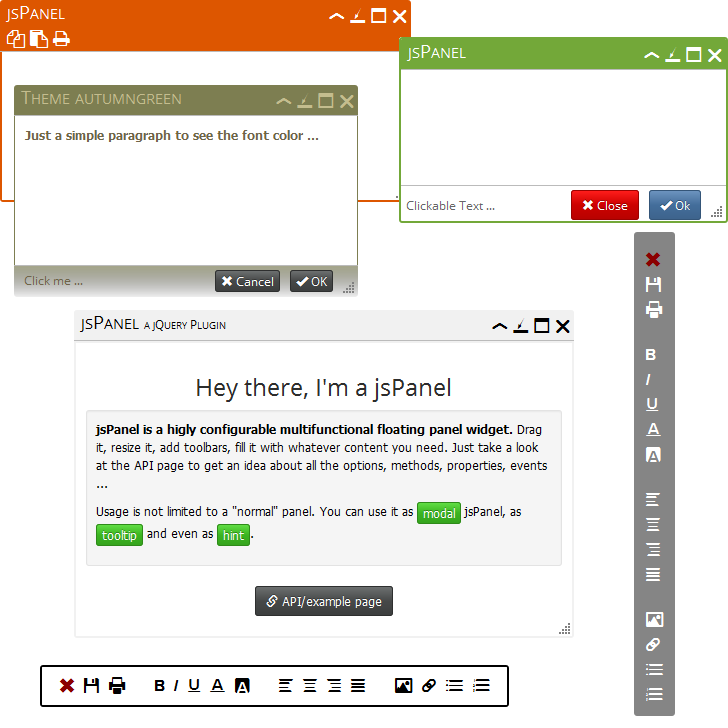 jsPanel
jsPanel
Theme autumngreen
Just a simple paragraph to see the font color ...
Clickable Text ...
Close
Ok
Click me ...
Cancel
OK
jsPanel a jQuery Plugin
Hey there, I'm a jsPanel
jsPanel is a higly configurable multifunctional floating panel widget. Drag
it, resize it, add toolbars, fill it with whatever content you need. Just take a look
at the API page to get an idea about all the options, methods, properties, events
...
Usage is not limited to a "normal" panel. You can use it as modal jsPanel, as
tooltip and even as hint.
API/example page
B
I
U
A
A
B I U A A